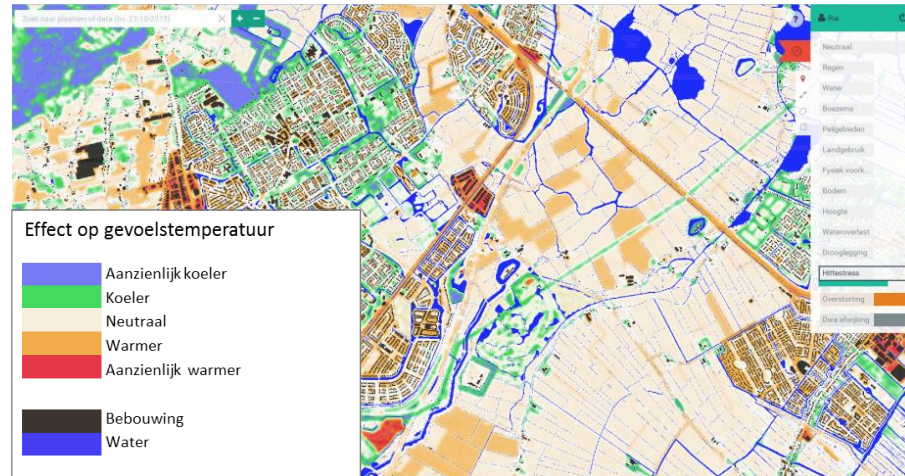 Zoek naar plaatsen of data (bv. 23-10-2013)
Ria
Neutraal
Regen
Water
Boezems
Peilgebieden
Landgebruik
Fysiek voork...
Bodem
Hoogte
Wateroverlast
Drooglegging
Hittestress
Overstorting
Dwa afwijking
Effect op gevoelstemperatuur
Aanzienlijk koeler
Koeler
Neutraal
Warmer
Aanzienlijk warmer
Bebouwing
Water